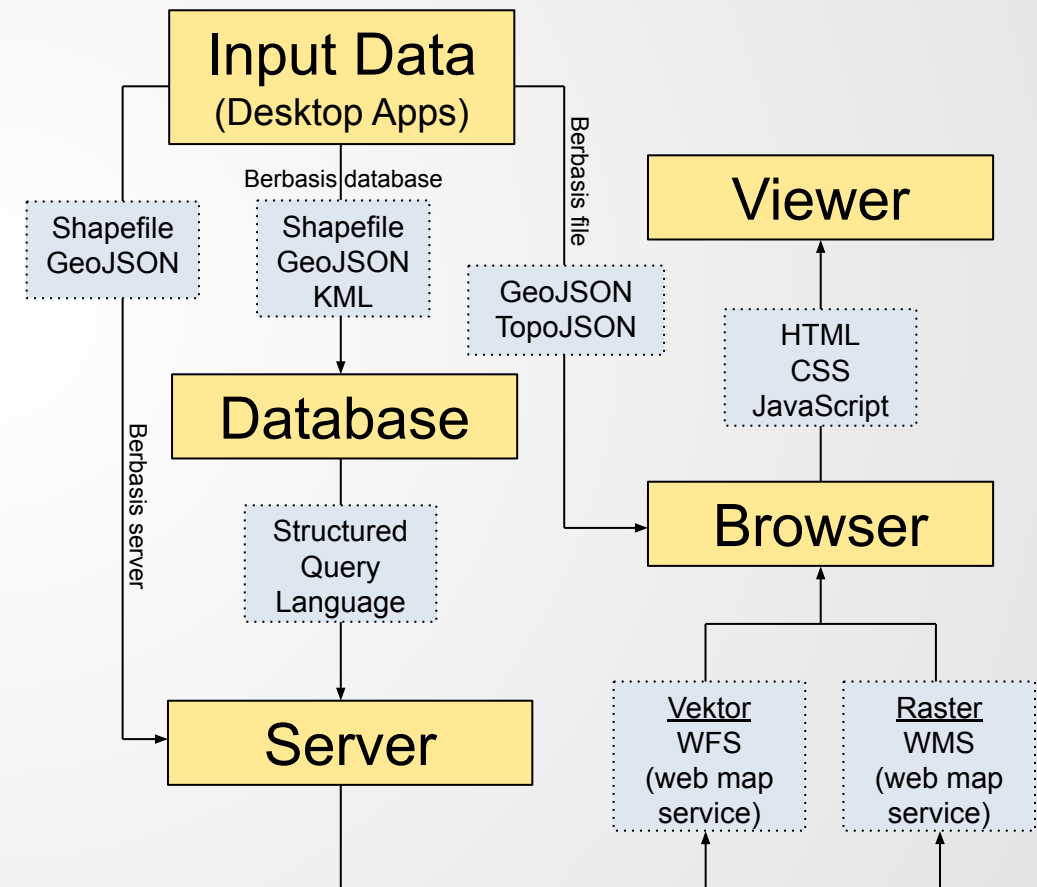 Input Data
(Desktop Apps)
Berbasis database
Berbasis file
Shapefile
GeoJSON
Shapefile
GeoJSON
KML
GeoJSON
TopoJSON
Viewer
HTML
CSS
JavaScript
Database
Berbasis server
Structured
Query
Language
Browser
Server
Vektor
WFS
(web map
service)
Raster
WMS
(web map
service)